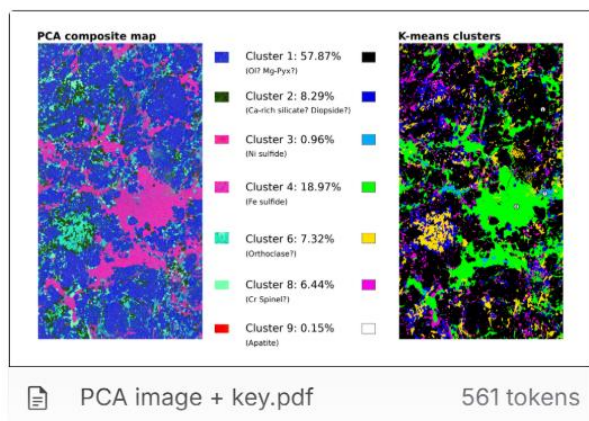 PCA composite map
K-means clusters
Cluster 1: 57.87%
(Ol? Mg-Pyx?)
Cluster 2: 8.29%
(Ca-rich silicate? Diopside?)
Cluster 3: 0.96%
(Ni sulfide)
Cluster 4: 18.97%
(Fe sulfide)
Cluster 6: 7.32%
(Orthoclase?)
Cluster 8: 6.44%
(Cr Spinel?)
Cluster 9: 0.15%
(Apatite)
PCA image + key.pdf
561 tokens